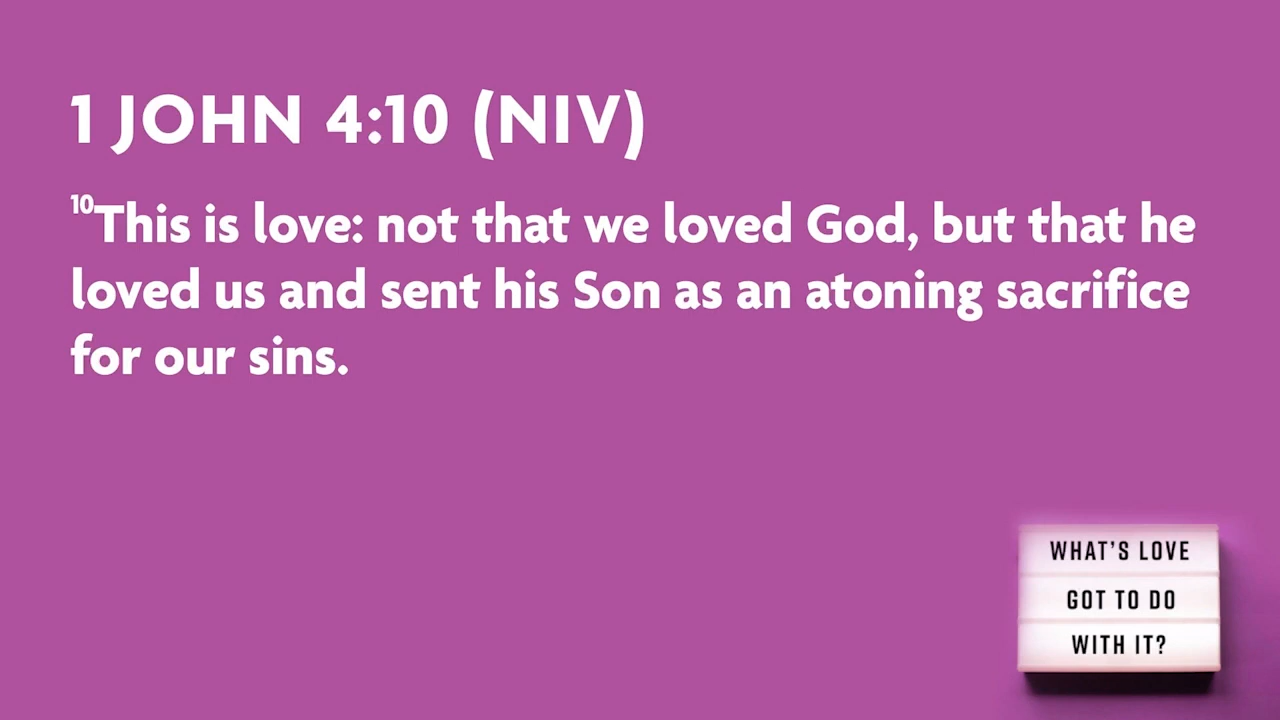 1 JOHN 4:10 (NIV)
10This is love: not that we loved God, but that he
loved us and sent his Son as an atoning sacrifice
for our sins.
WHAT'S LOVE
GOT TO DO
WITH IT?